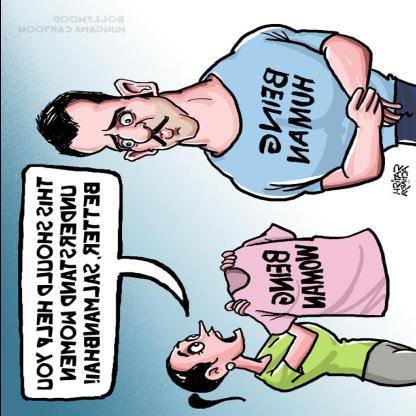 BOLLYWOOD
HUNGAMA CARTOON
HUMAN
BEING
THIS SHOULD HELP YOU
UNDERSTAND WOMEN
BETTER, SALMANBHAI!
WOMAN
BEING